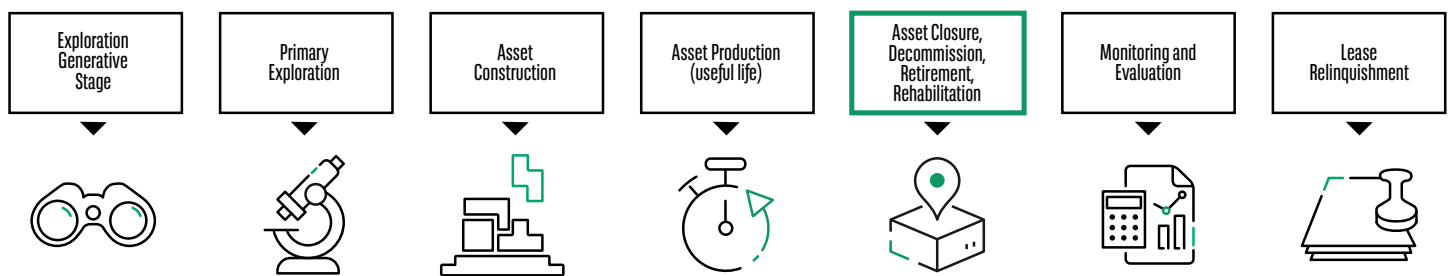 Exploration
Generative
Stage
Primary
Exploration
Asset
Construction
Asset Production
(useful life)
Asset Closure,
Decommission,
Retirement,
Rehabilitation
Monitoring and
Evaluation
Lease
Relinquishment